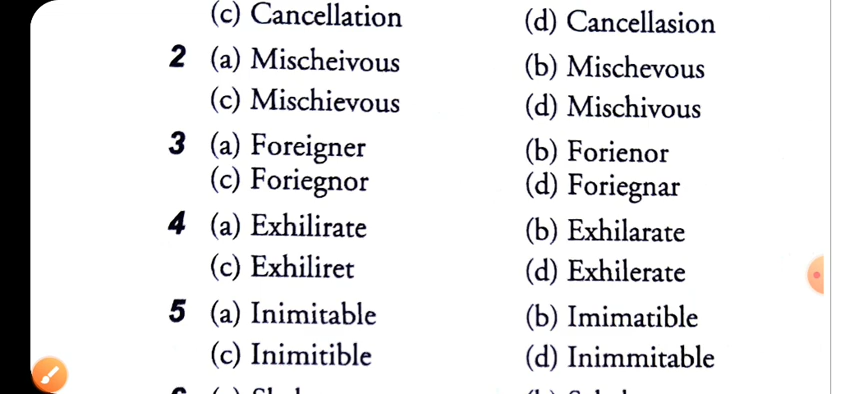 (c) Cancellation (d) Cancellasion
2 (a) Mischeivous (b) Mischevous
(c) Mischievous (d) Mischivous
3 (a) Foreigner (b) Forienor
(c) Foriegnor (d) Foriegnar
4 (a) Exhilirate (b) Exhilarate
(c) Exhiliret (d) Exhilerate
5 (a) Inimitable (b) Imimatible
(c) Inimitible (d) Inimmitable